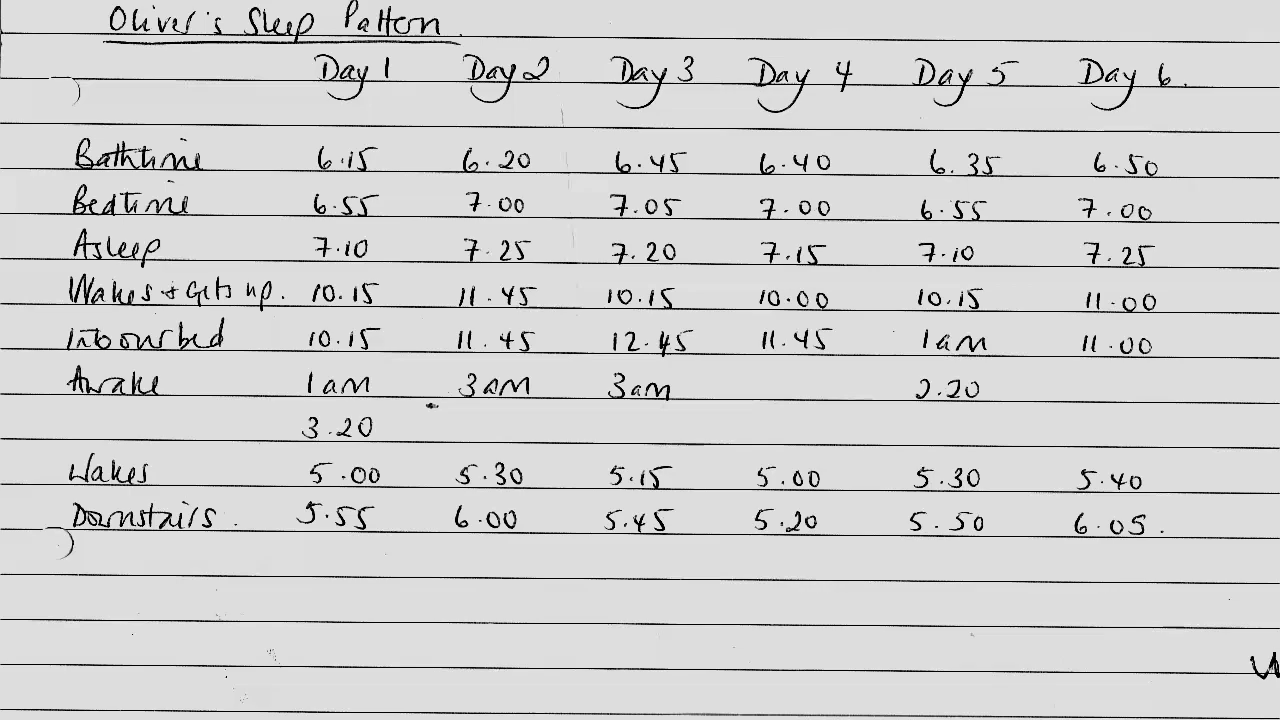 Oliver's Sleep Pattern
Day 1 Day 2 Day 3 Day 4 Day 5 Day 6.
Bathtime 6.15 6.20 6.45 6.40 6.35 6.50
Bedtime 6.55 7.00 7.05 7.00 6.55 7.00
Asleep 7.10 7.25 7.20 7.15 7.10 7.25
Wakes + Gets up. 10.15 11.45 10.15 10.00 10.15 11.00
Into our bed 10.15 11.45 12.45 11.45 1am 11.00
Awake 1am 3am 3am 2.20
3.20
Wakes 5.00 5.30 5.15 5.00 5.30 5.40
Downstairs. 5.55 6.00 5.45 5.20 5.50 6.05.